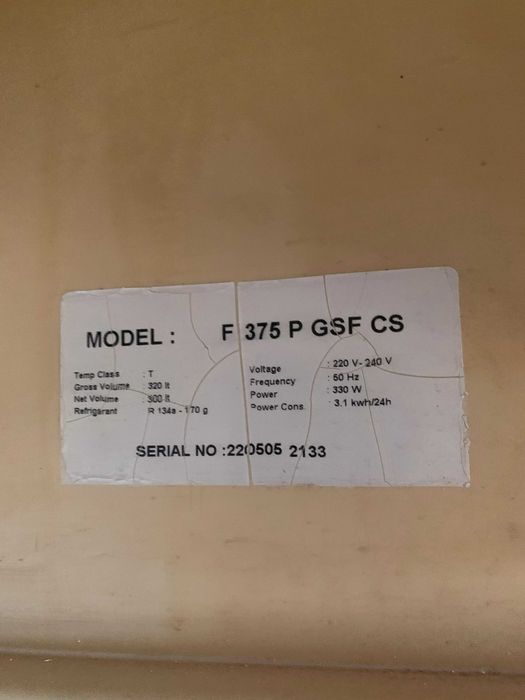 MODEL : F 375 P GSF CS
Temp Class : T
Gross Volume : 320 lt
Net Volume : 300 lt
Refrigarant R 134a - 170 g
Voltage : 220 V- 240 V
Frequency : 50 Hz
Power : 330 W
Power Cons. : 3.1 kwh/24h
SERIAL NO :220505 2133